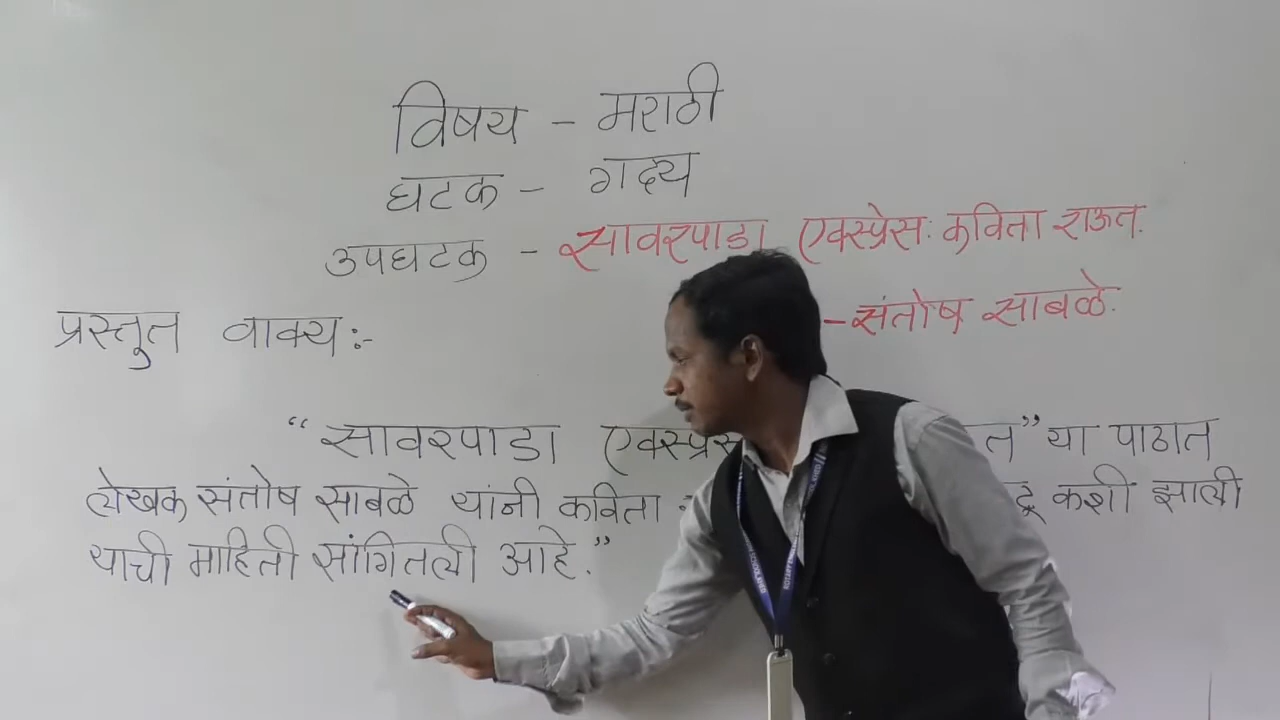 विषय - मराठी
घटक - गद्य
उपघटक - सावरपाडा एक्स्प्रेस: कविता राऊत.
- संतोष साबळे.
प्रस्तुत वाक्य :-
"सावरपाडा एक्स्प्रेस त" या पाठात
लेखक संतोष साबळे यांनी कविता कशी झाली
याची माहिती सांगितली आहे."